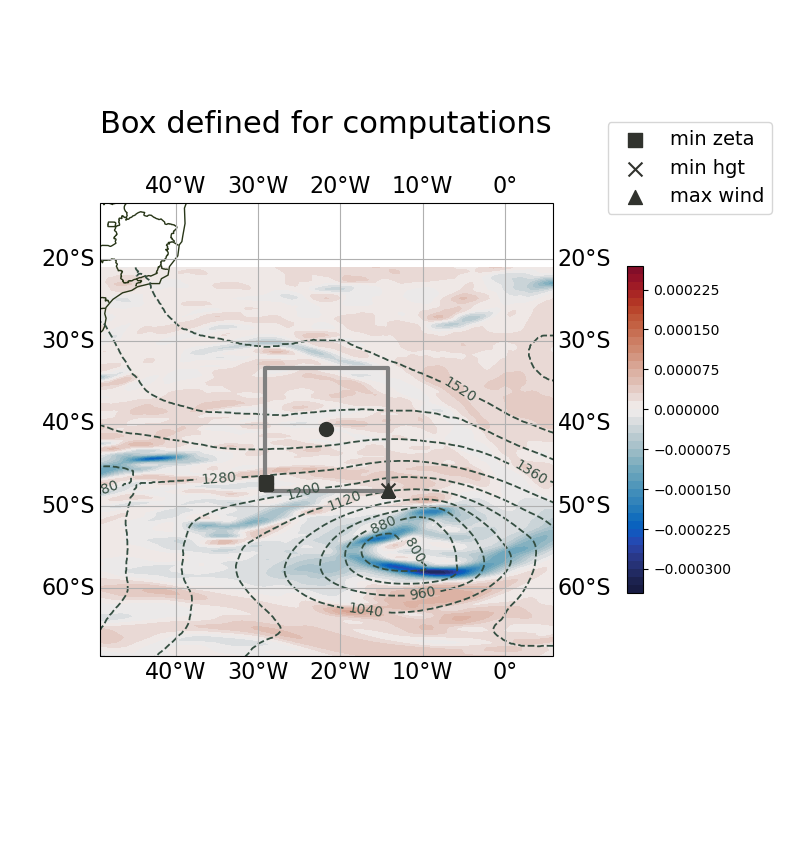 Box defined for computations
min zeta
min hgt
max wind
40°W 30°W 20°W 10°W 0°
20°S 20°S
30°S 30°S
40°S 40°S
50°S 50°S
60°S 60°S
1520
1360
1280
1200
1120
80
880
800
960
1040
40°W 30°W 20°W 10°W 0°
0.000225
0.000150
0.000075
0.000000
−0.000075
−0.000150
−0.000225
−0.000300